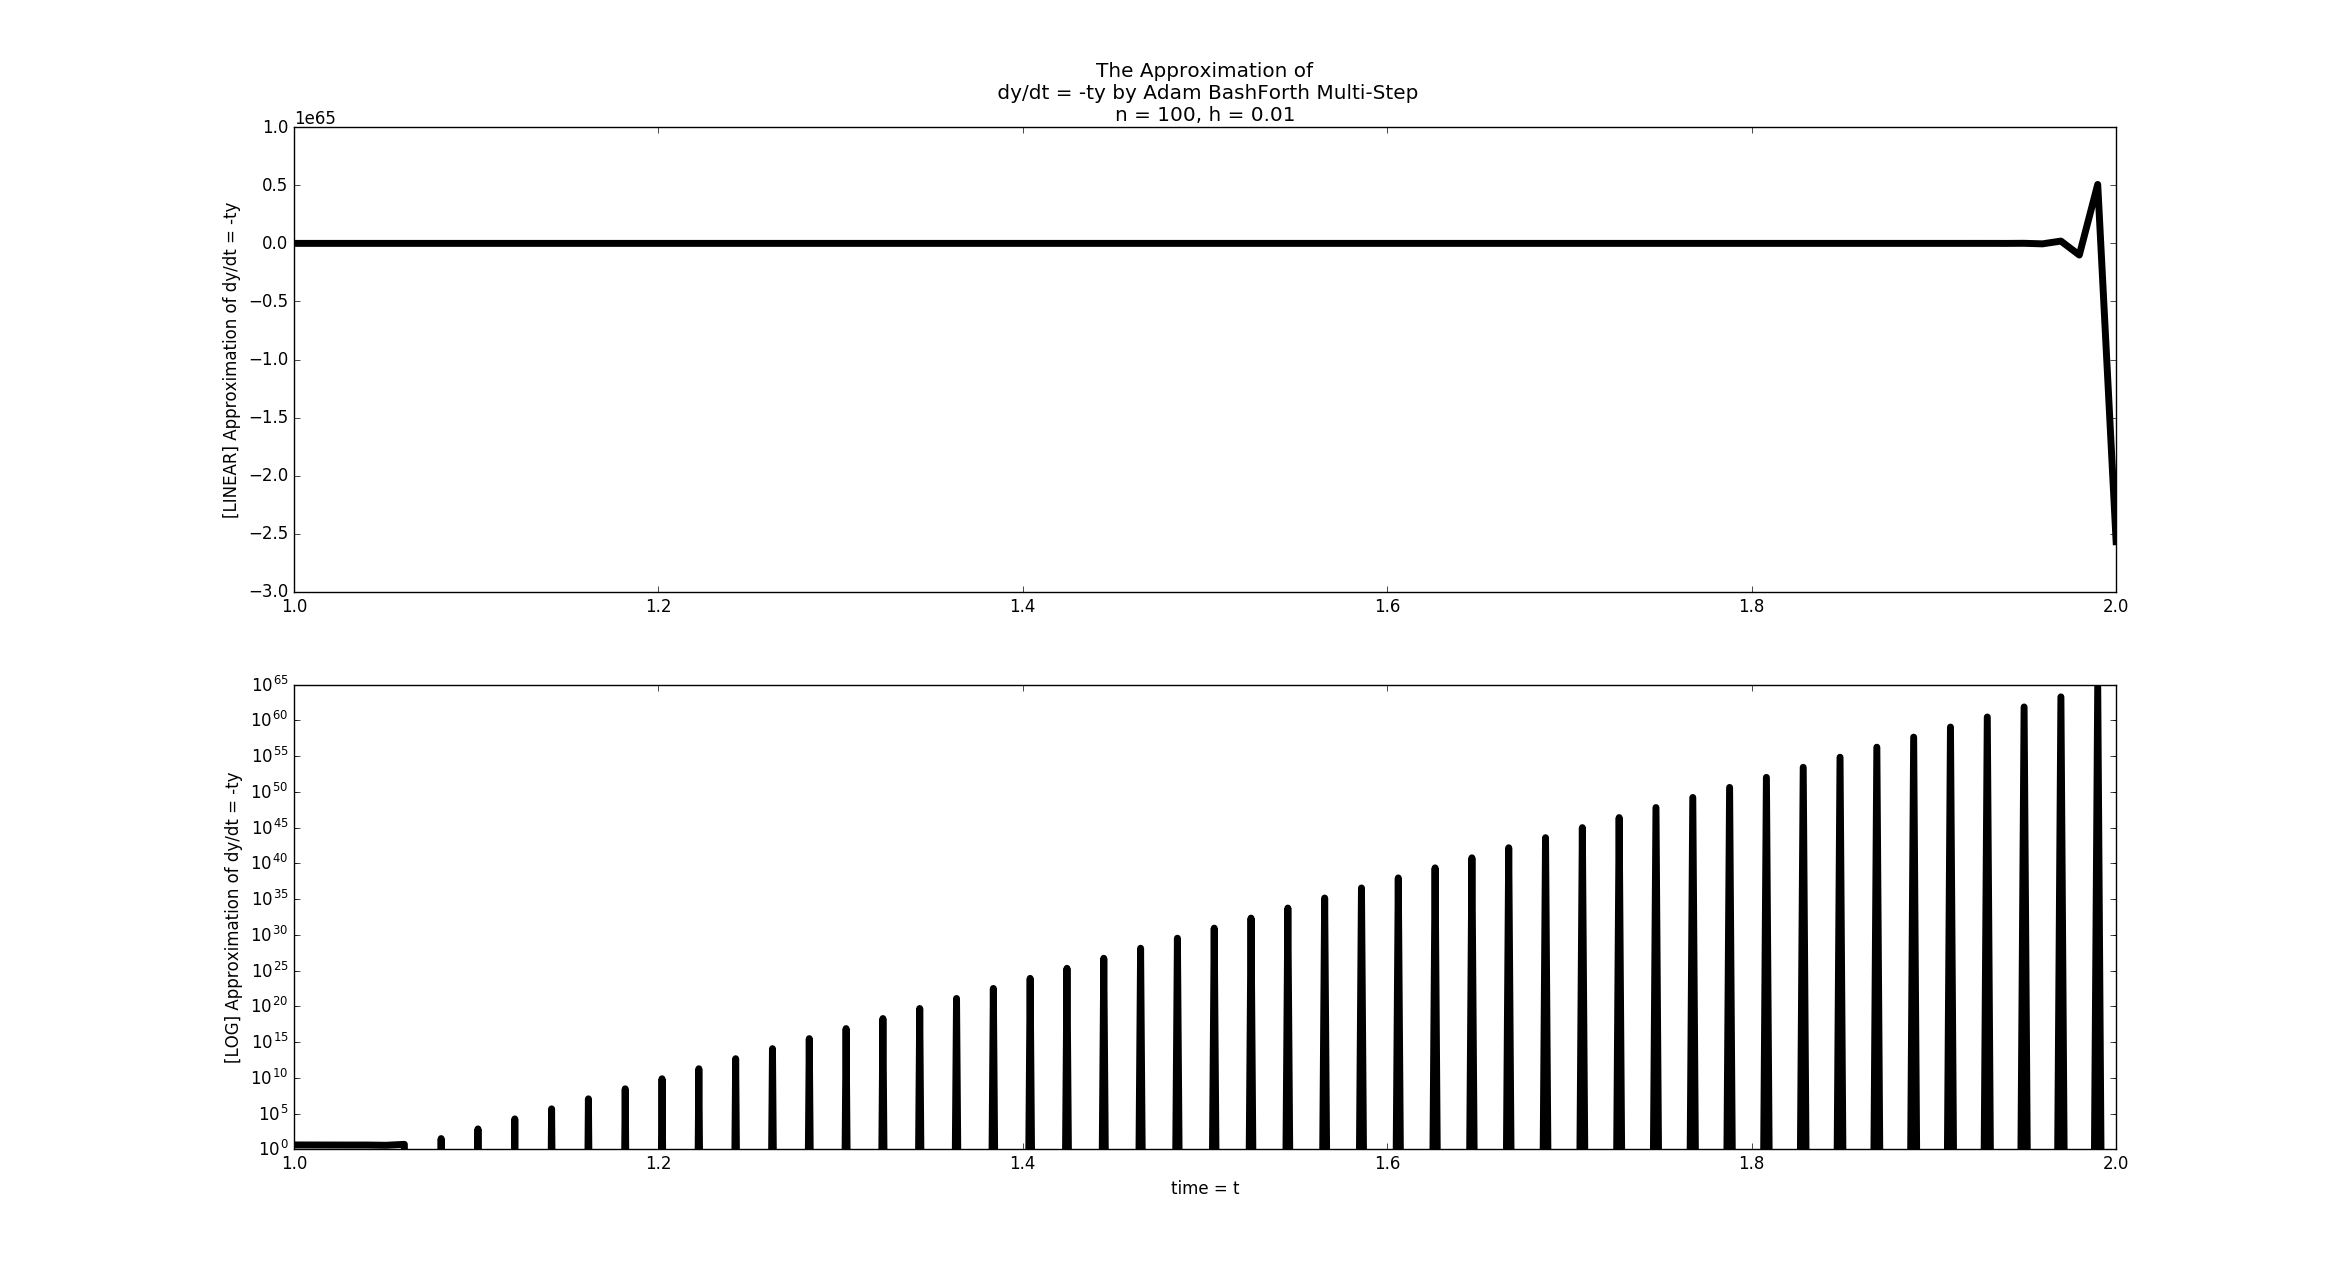 The Approximation of
dy/dt = -ty by Adam BashForth Multi-Step
n = 100, h = 0.01
1e65
1.0
0.5
0.0
−0.5
−1.0
−1.5
−2.0
−2.5
−3.0
[LINEAR] Approximation of dy/dt = -ty
1.0 1.2 1.4 1.6 1.8 2.0
10^65
10^60
10^55
10^50
10^45
10^40
10^35
10^30
10^25
10^20
10^15
10^10
10^5
10^0
[LOG] Approximation of dy/dt = -ty
1.0 1.2 1.4 1.6 1.8 2.0
time = t